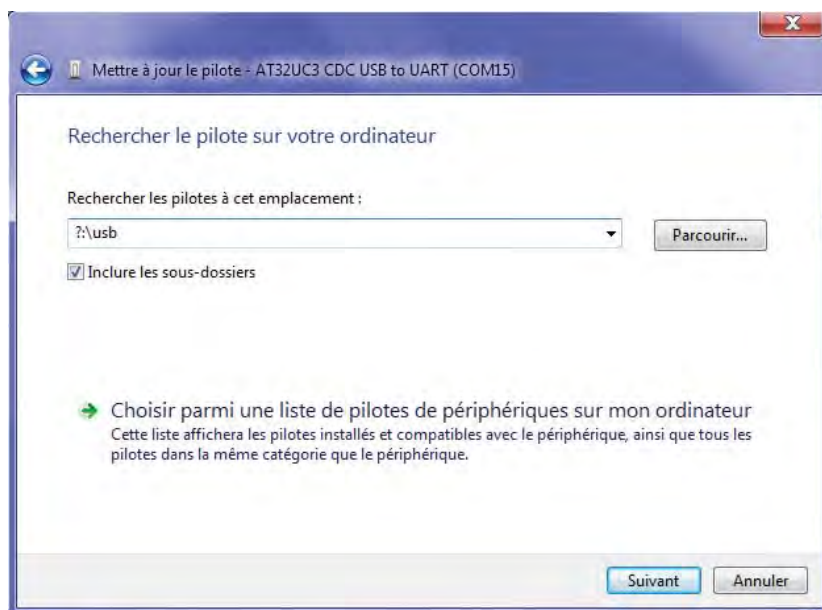 Mettre à jour le pilote - AT32UC3 CDC USB to UART (COM15)
Rechercher le pilote sur votre ordinateur
Rechercher les pilotes à cet emplacement :
?:\usb
Parcourir...
Inclure les sous-dossiers
Choisir parmi une liste de pilotes de périphériques sur mon ordinateur
Cette liste affichera les pilotes installés et compatibles avec le périphérique, ainsi que tous les
pilotes dans la même catégorie que le périphérique.
Suivant
Annuler